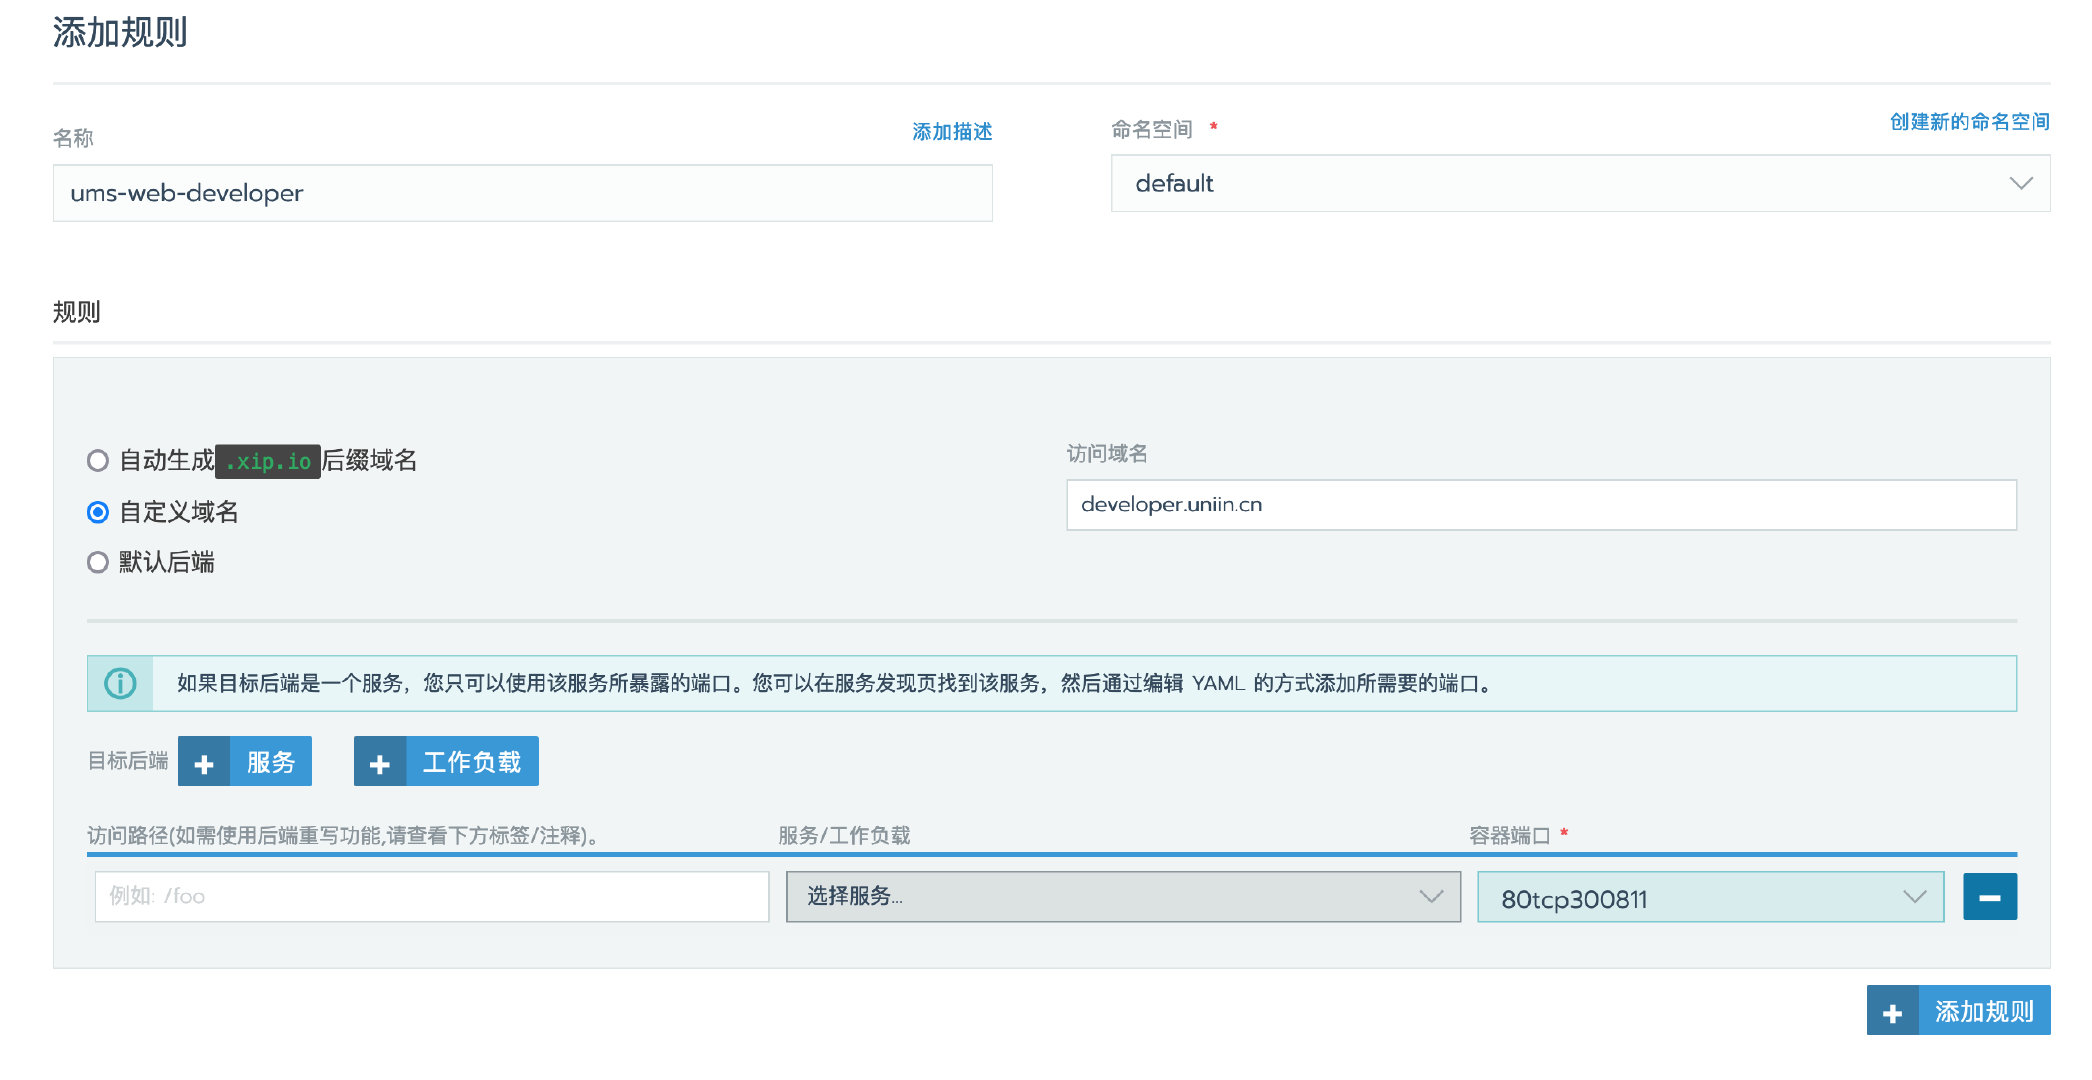 添加规则
名称
添加描述
命名空间 *
创建新的命名空间
ums-web-developer
default
规则
自动生成 .xip.io 后缀域名
自定义域名
默认后端
访问域名
developer.uniin.cn
如果目标后端是一个服务，您只可以使用该服务所暴露的端口。您可以在服务发现页找到该服务，然后通过编辑 YAML 的方式添加所需要的端口。
目标后端
+ 服务
+ 工作负载
访问路径(如需使用后端重写功能,请查看下方标签/注释)。
服务/工作负载
容器端口 *
例如: /foo
选择服务...
80tcp300811
+ 添加规则